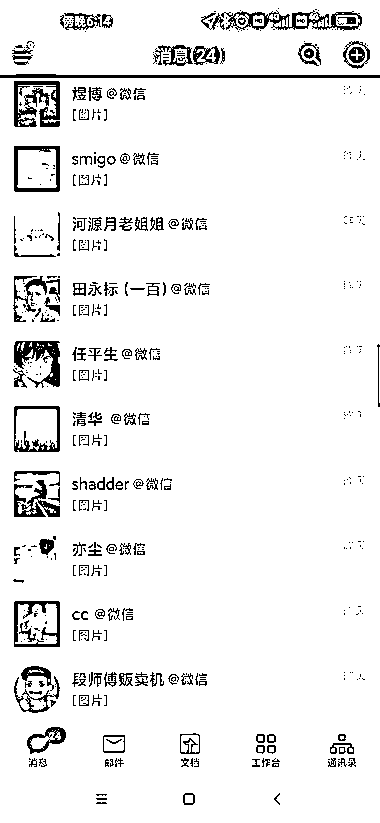 傍晚6:14
消息(24)
煜博@微信
[图片]
smigo@微信
[图片]
河源月老姐姐@微信
[图片]
田永标 (一百)@微信
[图片]
任平生@微信
[图片]
清华 @微信
[图片]
shadder@微信
[图片]
亦尘@微信
[图片]
cc @微信
[图片]
段师傅贩卖机@微信
[图片]
消息 邮件 文档 工作台 通讯录